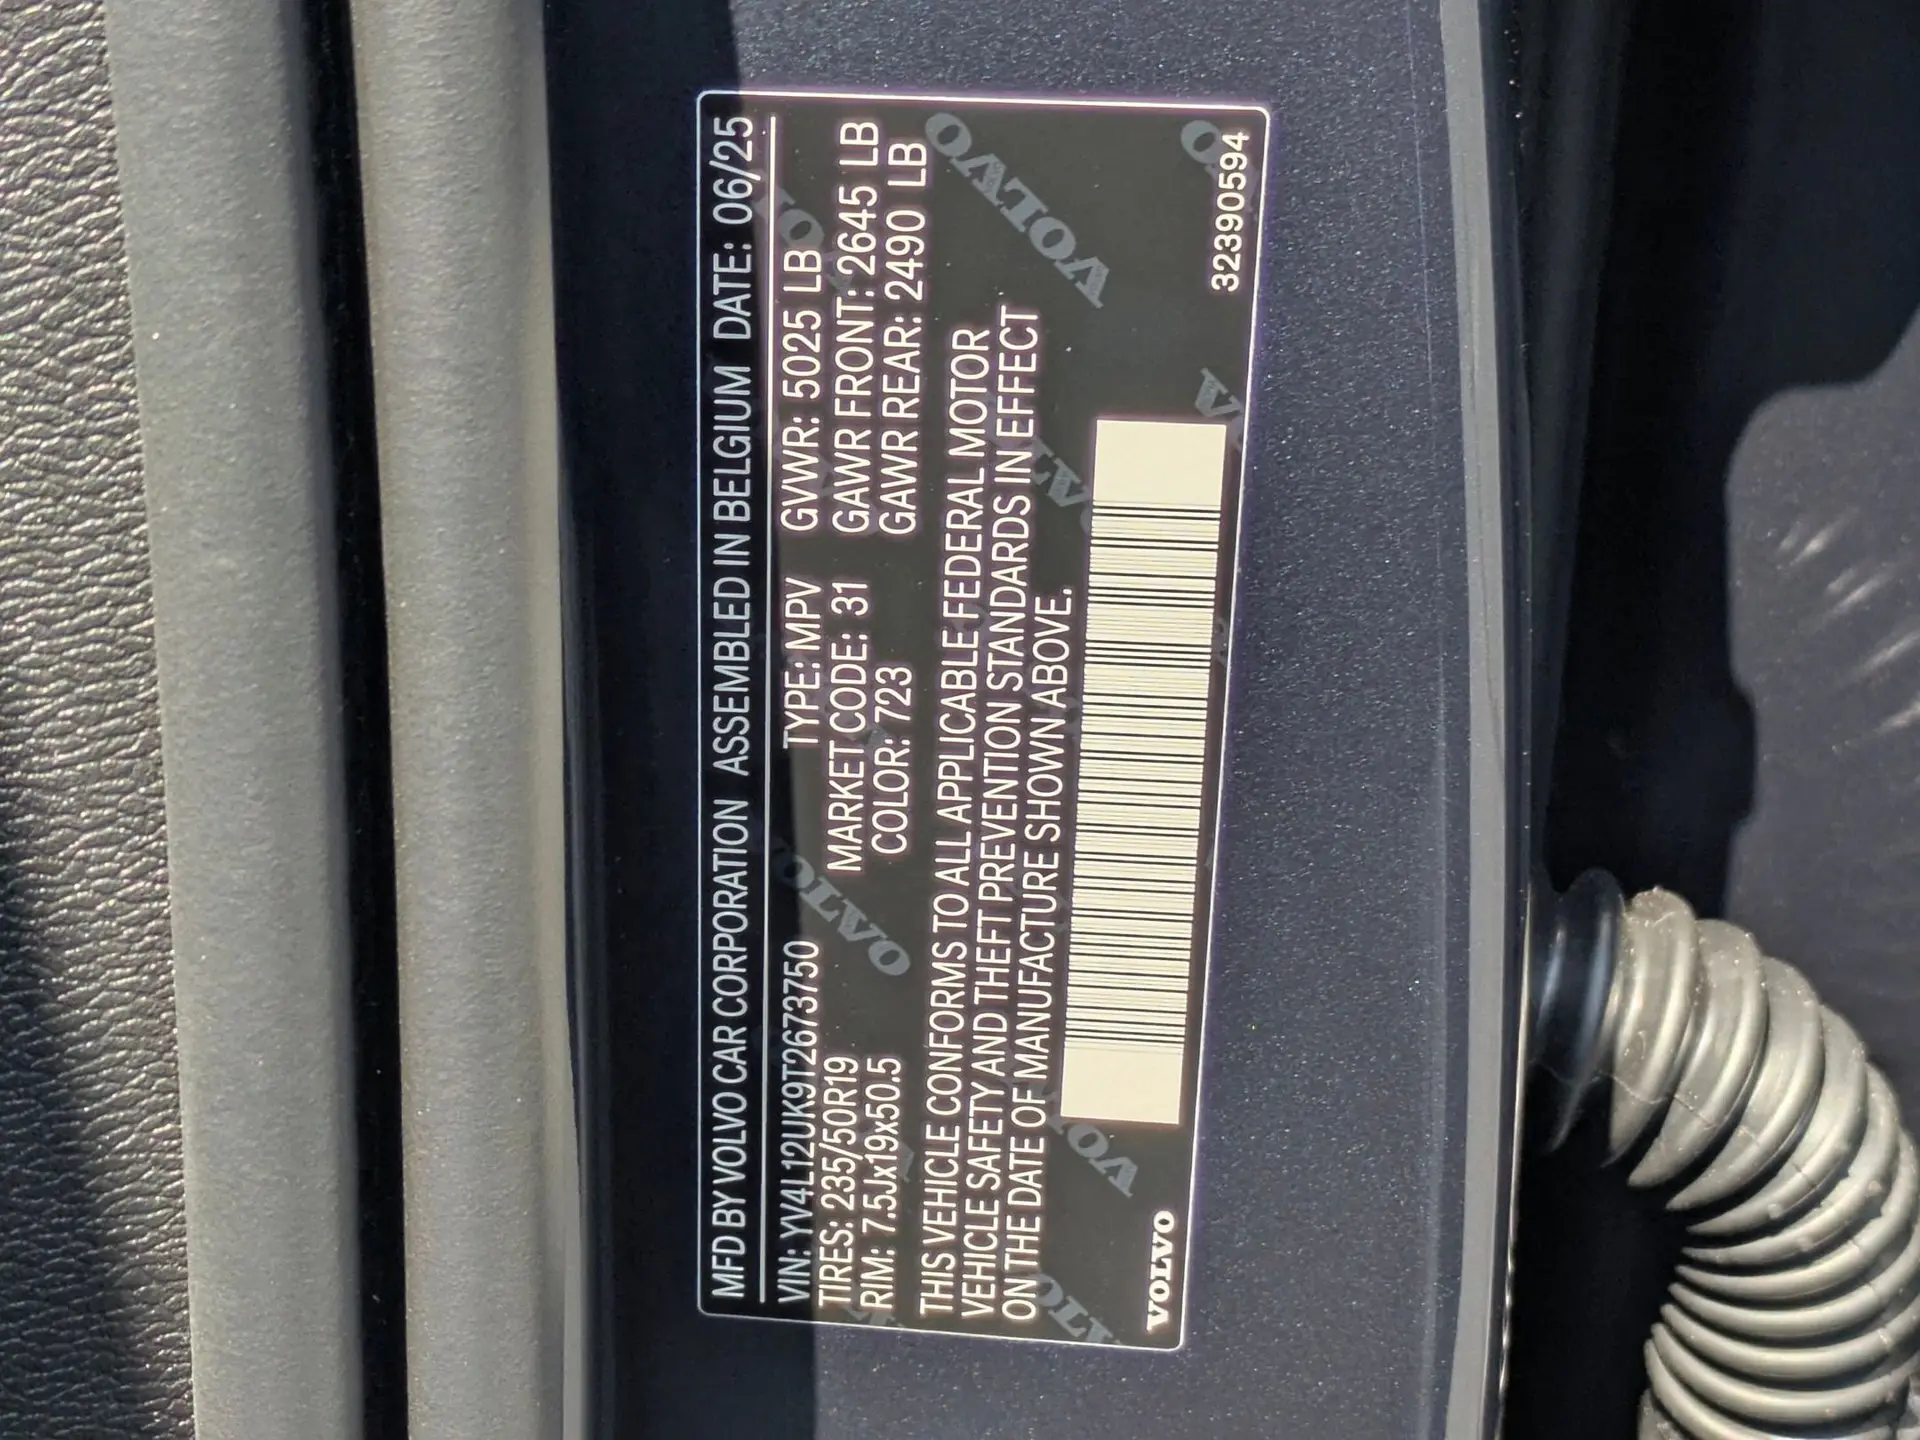 MFD BY VOLVO CAR CORPORATION ASSEMBLED IN BELGIUM DATE: 06/25
VIN: YV4L12UK9T2673750 TYPE: MPV GVWR: 5025 LB
TIRES: 235/50R19 MARKET CODE: 31 GAWR FRONT: 2645 LB
RIM: 7.5Jx19x50.5 COLOR: 723 GAWR REAR: 2490 LB
THIS VEHICLE CONFORMS TO ALL APPLICABLE FEDERAL MOTOR
VEHICLE SAFETY AND THEFT PREVENTION STANDARDS IN EFFECT
ON THE DATE OF MANUFACTURE SHOWN ABOVE.
VOLVO 32390594